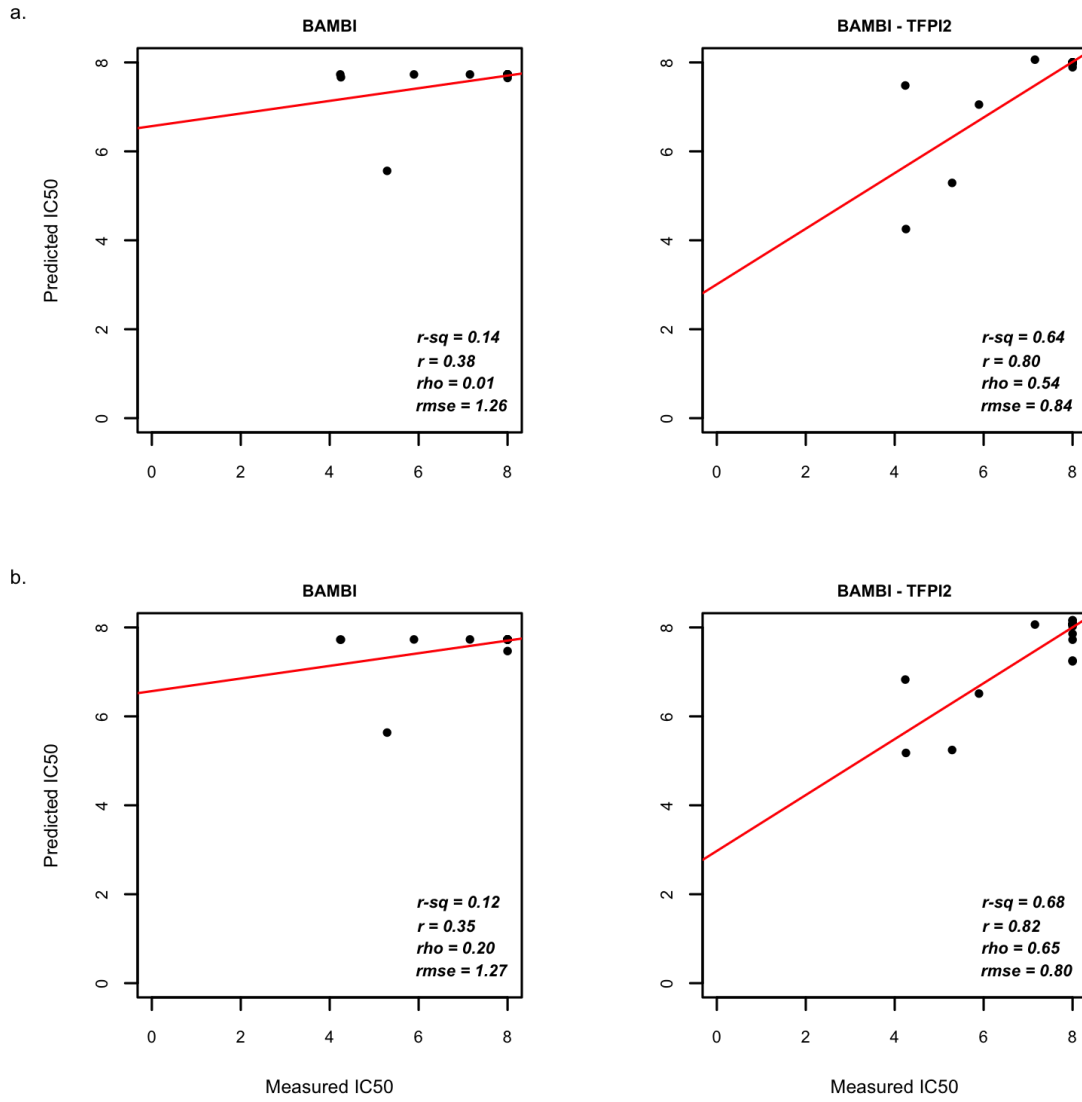 a.
BAMBI
BAMBI - TFPI2
Predicted IC50
8
6
4
2
0
r-sq = 0.14
r = 0.38
rho = 0.01
rmse = 1.26
0 2 4 6 8
8
6
4
2
0
r-sq = 0.64
r = 0.80
rho = 0.54
rmse = 0.84
0 2 4 6 8
b.
BAMBI
BAMBI - TFPI2
Predicted IC50
8
6
4
2
0
r-sq = 0.12
r = 0.35
rho = 0.20
rmse = 1.27
0 2 4 6 8
8
6
4
2
0
r-sq = 0.68
r = 0.82
rho = 0.65
rmse = 0.80
0 2 4 6 8
Measured IC50
Measured IC50